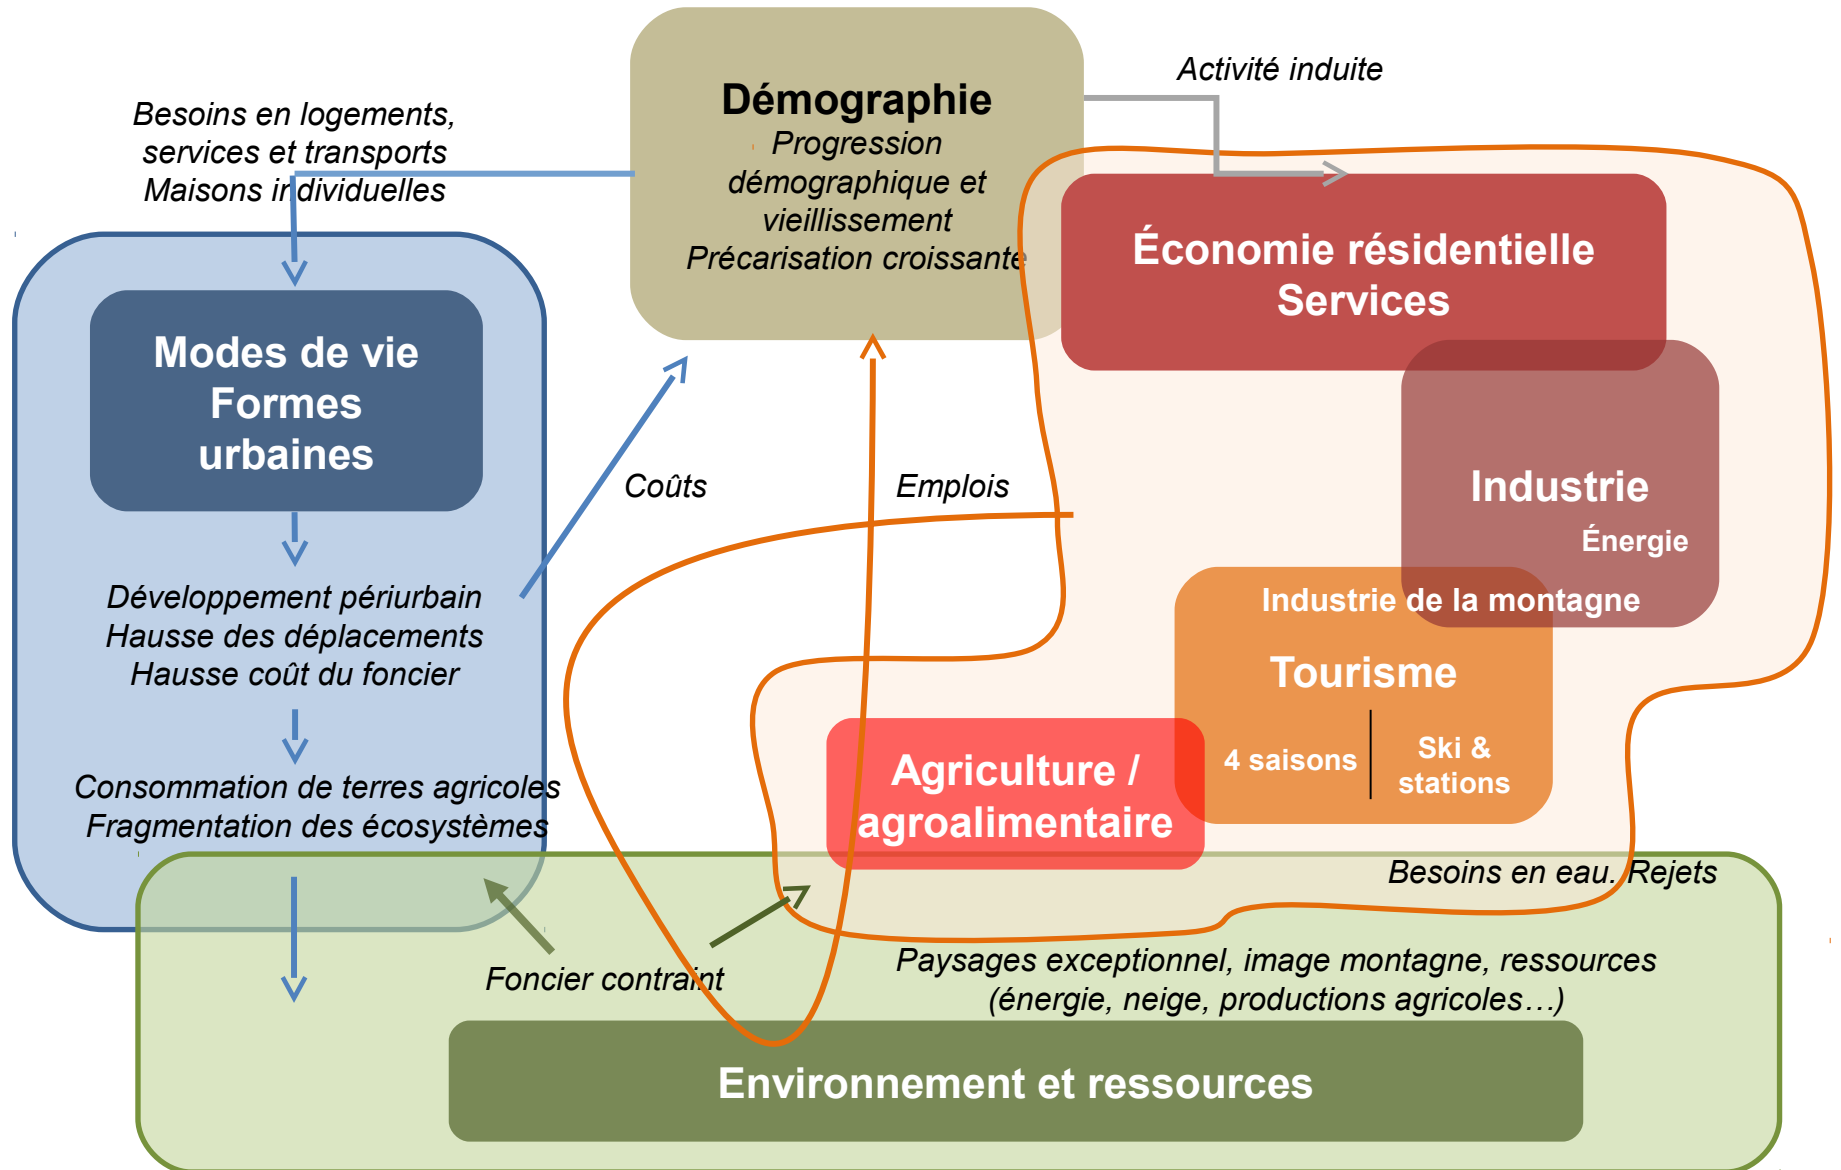 Activité induite
Démographie
Progression
démographique et
vieillissement
Précarisation croissante
Besoins en logements,
services et transports
Maisons individuelles
Économie résidentielle
Services
Modes de vie
Formes
urbaines
Coûts
Emplois
Industrie
Énergie
Développement périurbain
Hausse des déplacements
Hausse coût du foncier
Industrie de la montagne
Tourisme
4 saisons
Ski &
stations
Agriculture /
agroalimentaire
Consommation de terres agricoles
Fragmentation des écosystèmes
Besoins en eau. Rejets
Foncier contraint
Paysages exceptionnel, image montagne, ressources
(énergie, neige, productions agricoles…)
Environnement et ressources